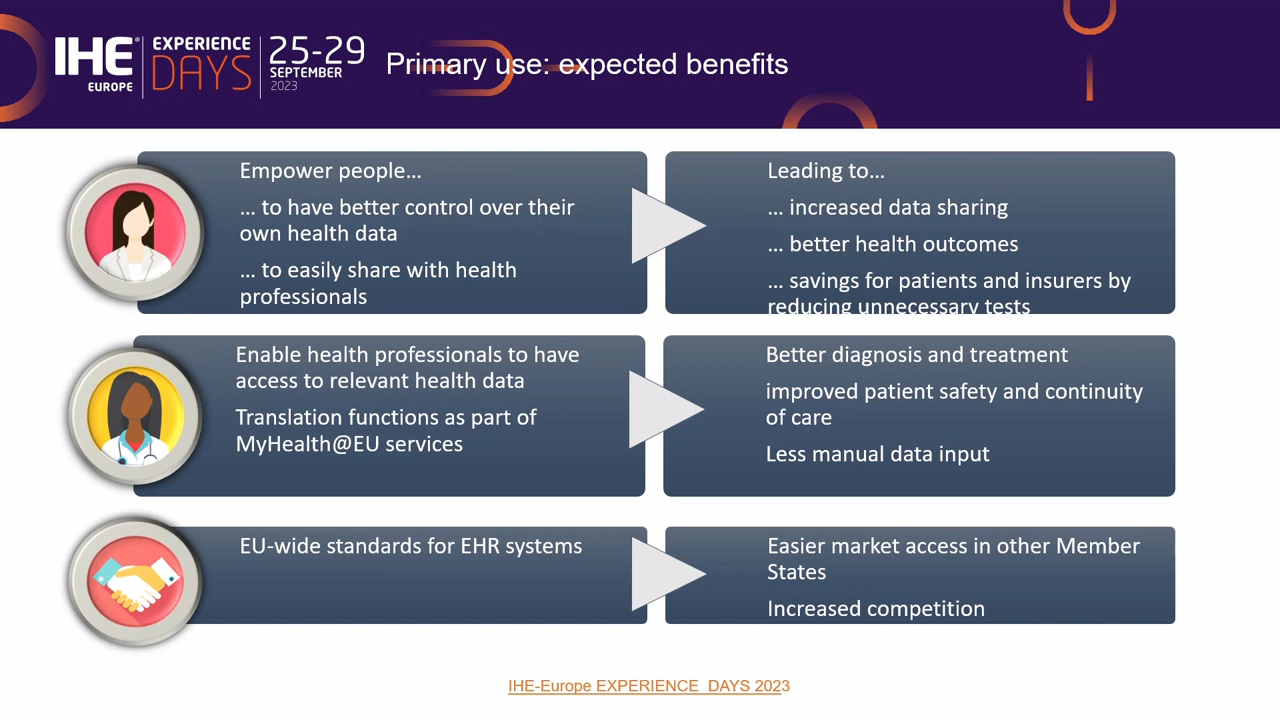 IHE®
EUROPE
EXPERIENCE
DAYS
25-29
SEPTEMBER
2023
Primary use: expected benefits
Empower people…
… to have better control over their
own health data
… to easily share with health
professionals
Leading to…
… increased data sharing
… better health outcomes
… savings for patients and insurers by
reducing unnecessary tests
Enable health professionals to have
access to relevant health data
Translation functions as part of
MyHealth@EU services
Better diagnosis and treatment
improved patient safety and continuity
of care
Less manual data input
EU-wide standards for EHR systems
Easier market access in other Member
States
Increased competition
IHE-Europe EXPERIENCE  DAYS 2023